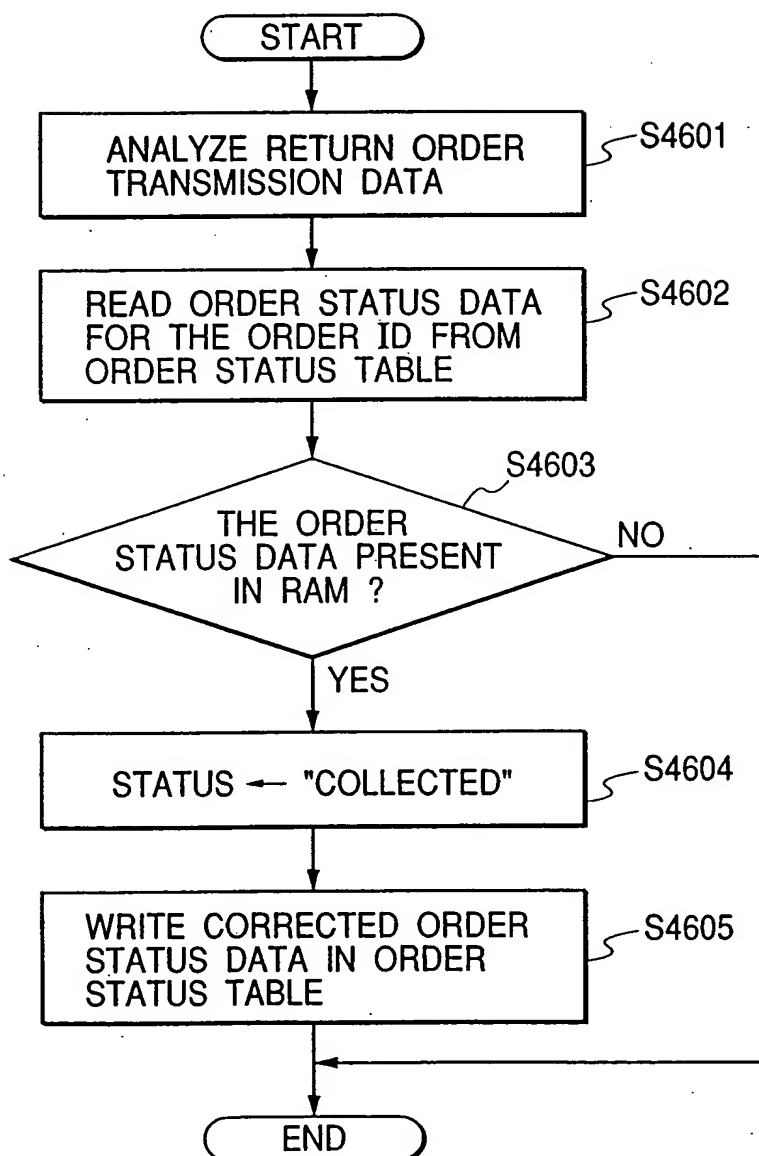 START
ANALYZE RETURN ORDER
TRANSMISSION DATA
S4601
READ ORDER STATUS DATA
FOR THE ORDER ID FROM
ORDER STATUS TABLE
S4602
S4603
THE ORDER
STATUS DATA PRESENT
IN RAM ?
NO
YES
STATUS ← "COLLECTED"
S4604
WRITE CORRECTED ORDER
STATUS DATA IN ORDER
STATUS TABLE
S4605
END